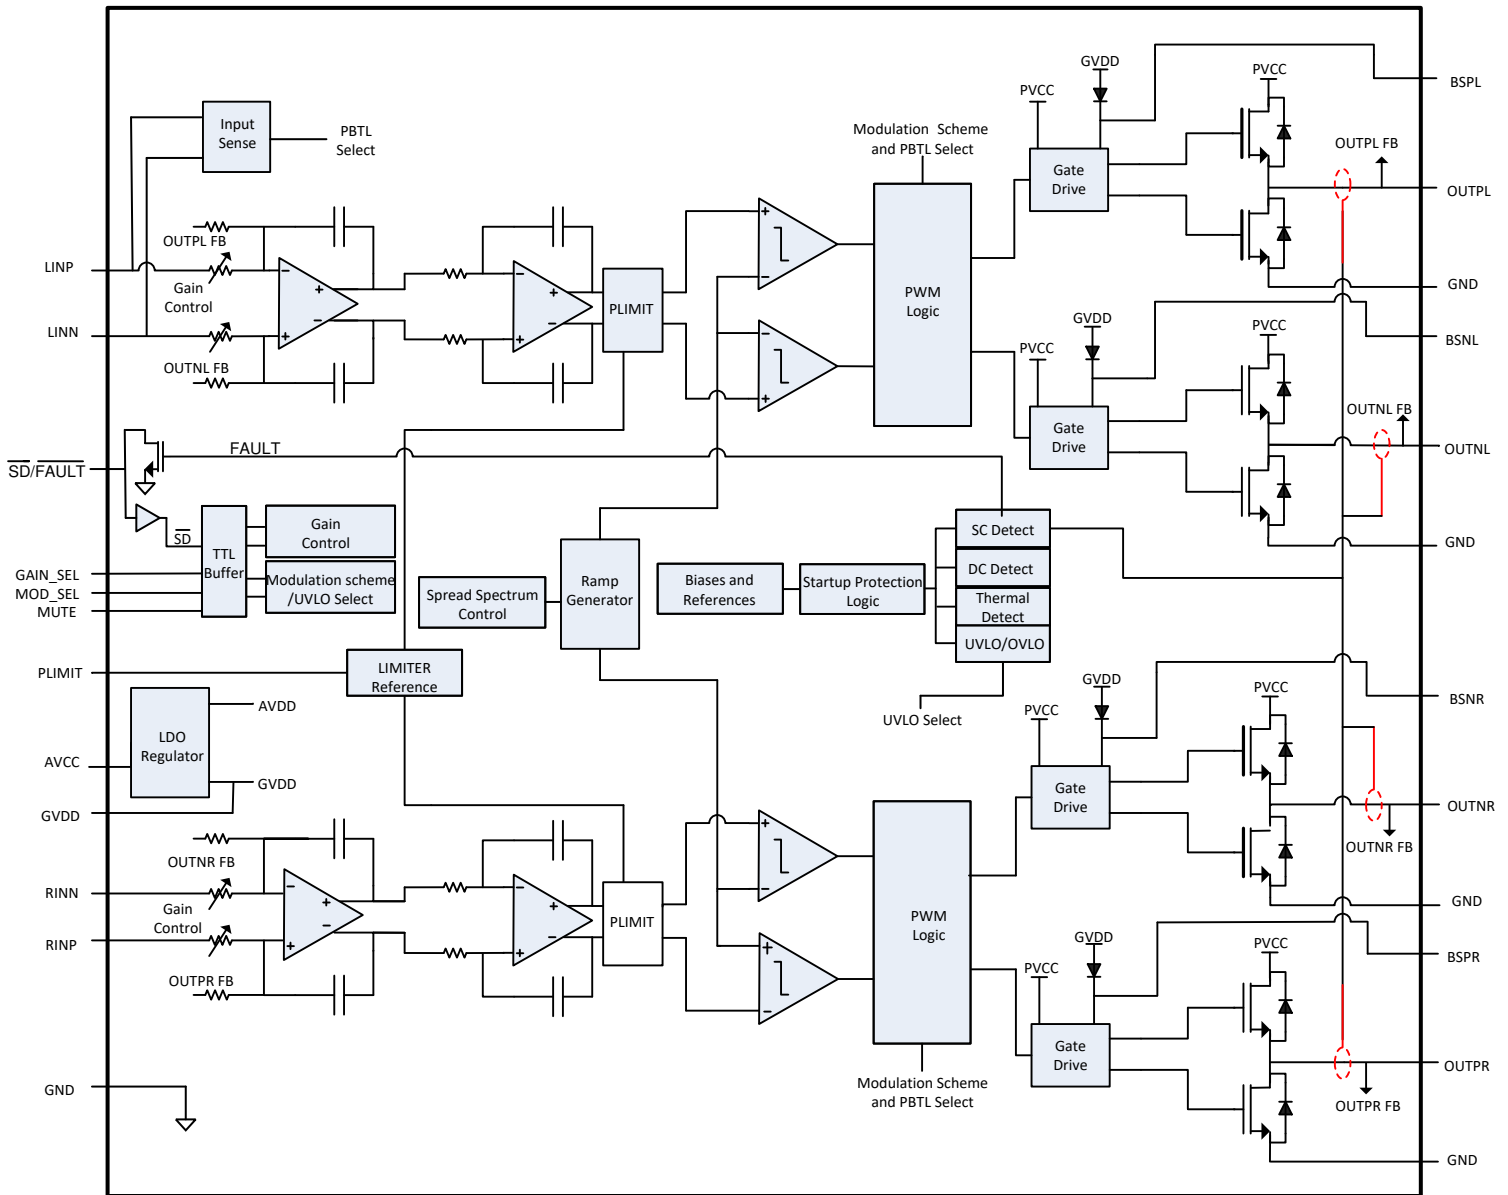 GVDD
PVCC
BSPL
PVCC
Input
Sense
PBTL
Select
Modulation Scheme
and PBTL Select
OUTPL FB
Gate
Drive
OUTPL
+
OUTPL FB
LINP
−
−
+
+
−
Gain
Control
+
−
PLIMIT
GND
PWM
Logic
LINN
+
+
−
OUTNL FB
+
GVDD
PVCC
PVCC
BSNL
OUTNL FB
Gate
Drive
OUTNL
SD/FAULT
FAULT
SD
TTL
Buffer
Gain
Control
Modulation scheme
/UVLO Select
GAIN_SEL
MOD_SEL
MUTE
Spread Spectrum
Control
Ramp
Generator
Biases and
References
Startup Protection
Logic
SC Detect
DC Detect
Thermal
Detect
UVLO/OVLO
GND
PLIMIT
LIMITER
Reference
UVLO Select
GVDD
PVCC
PVCC
BSNR
LDO
Regulator
AVDD
AVCC
GVDD
GVDD
Gate
Drive
OUTNR
OUTNR FB
OUTNR FB
+
RINN
−
−
−
+
+
Gain
Control
−
−
PLIMIT
PWM
Logic
GND
RINP
+
+
+
OUTPR FB
−
GVDD
PVCC
PVCC
BSPR
Gate
Drive
OUTPR
OUTPR FB
GND
Modulation Scheme
and PBTL Select
GND